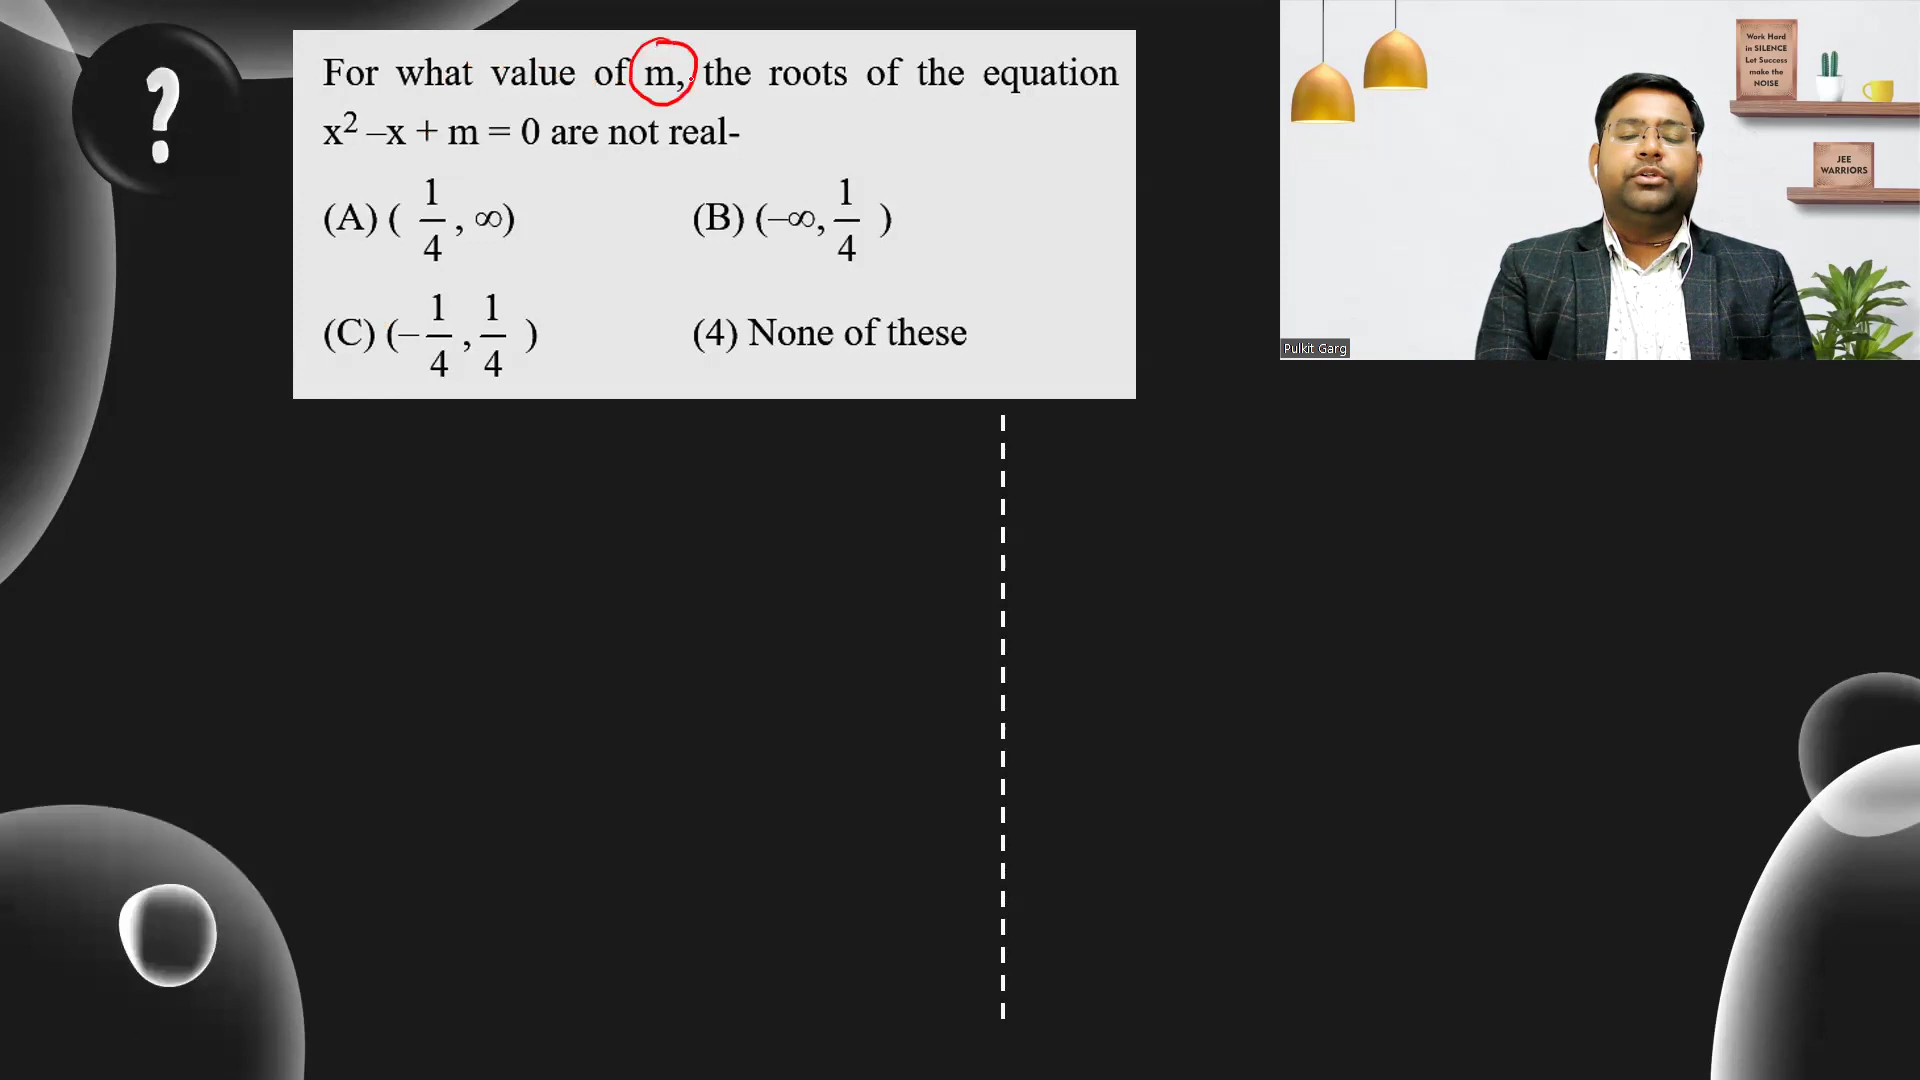 ?
For what value of m, the roots of the equation
x² –x + m = 0 are not real-
(A) ( 1/4 , ∞) (B) (–∞, 1/4 )
(C) (– 1/4 , 1/4 ) (4) None of these
Work Hard
in SILENCE
Let Success
make the
NOISE
JEE
WARRIORS
Pulkit Garg